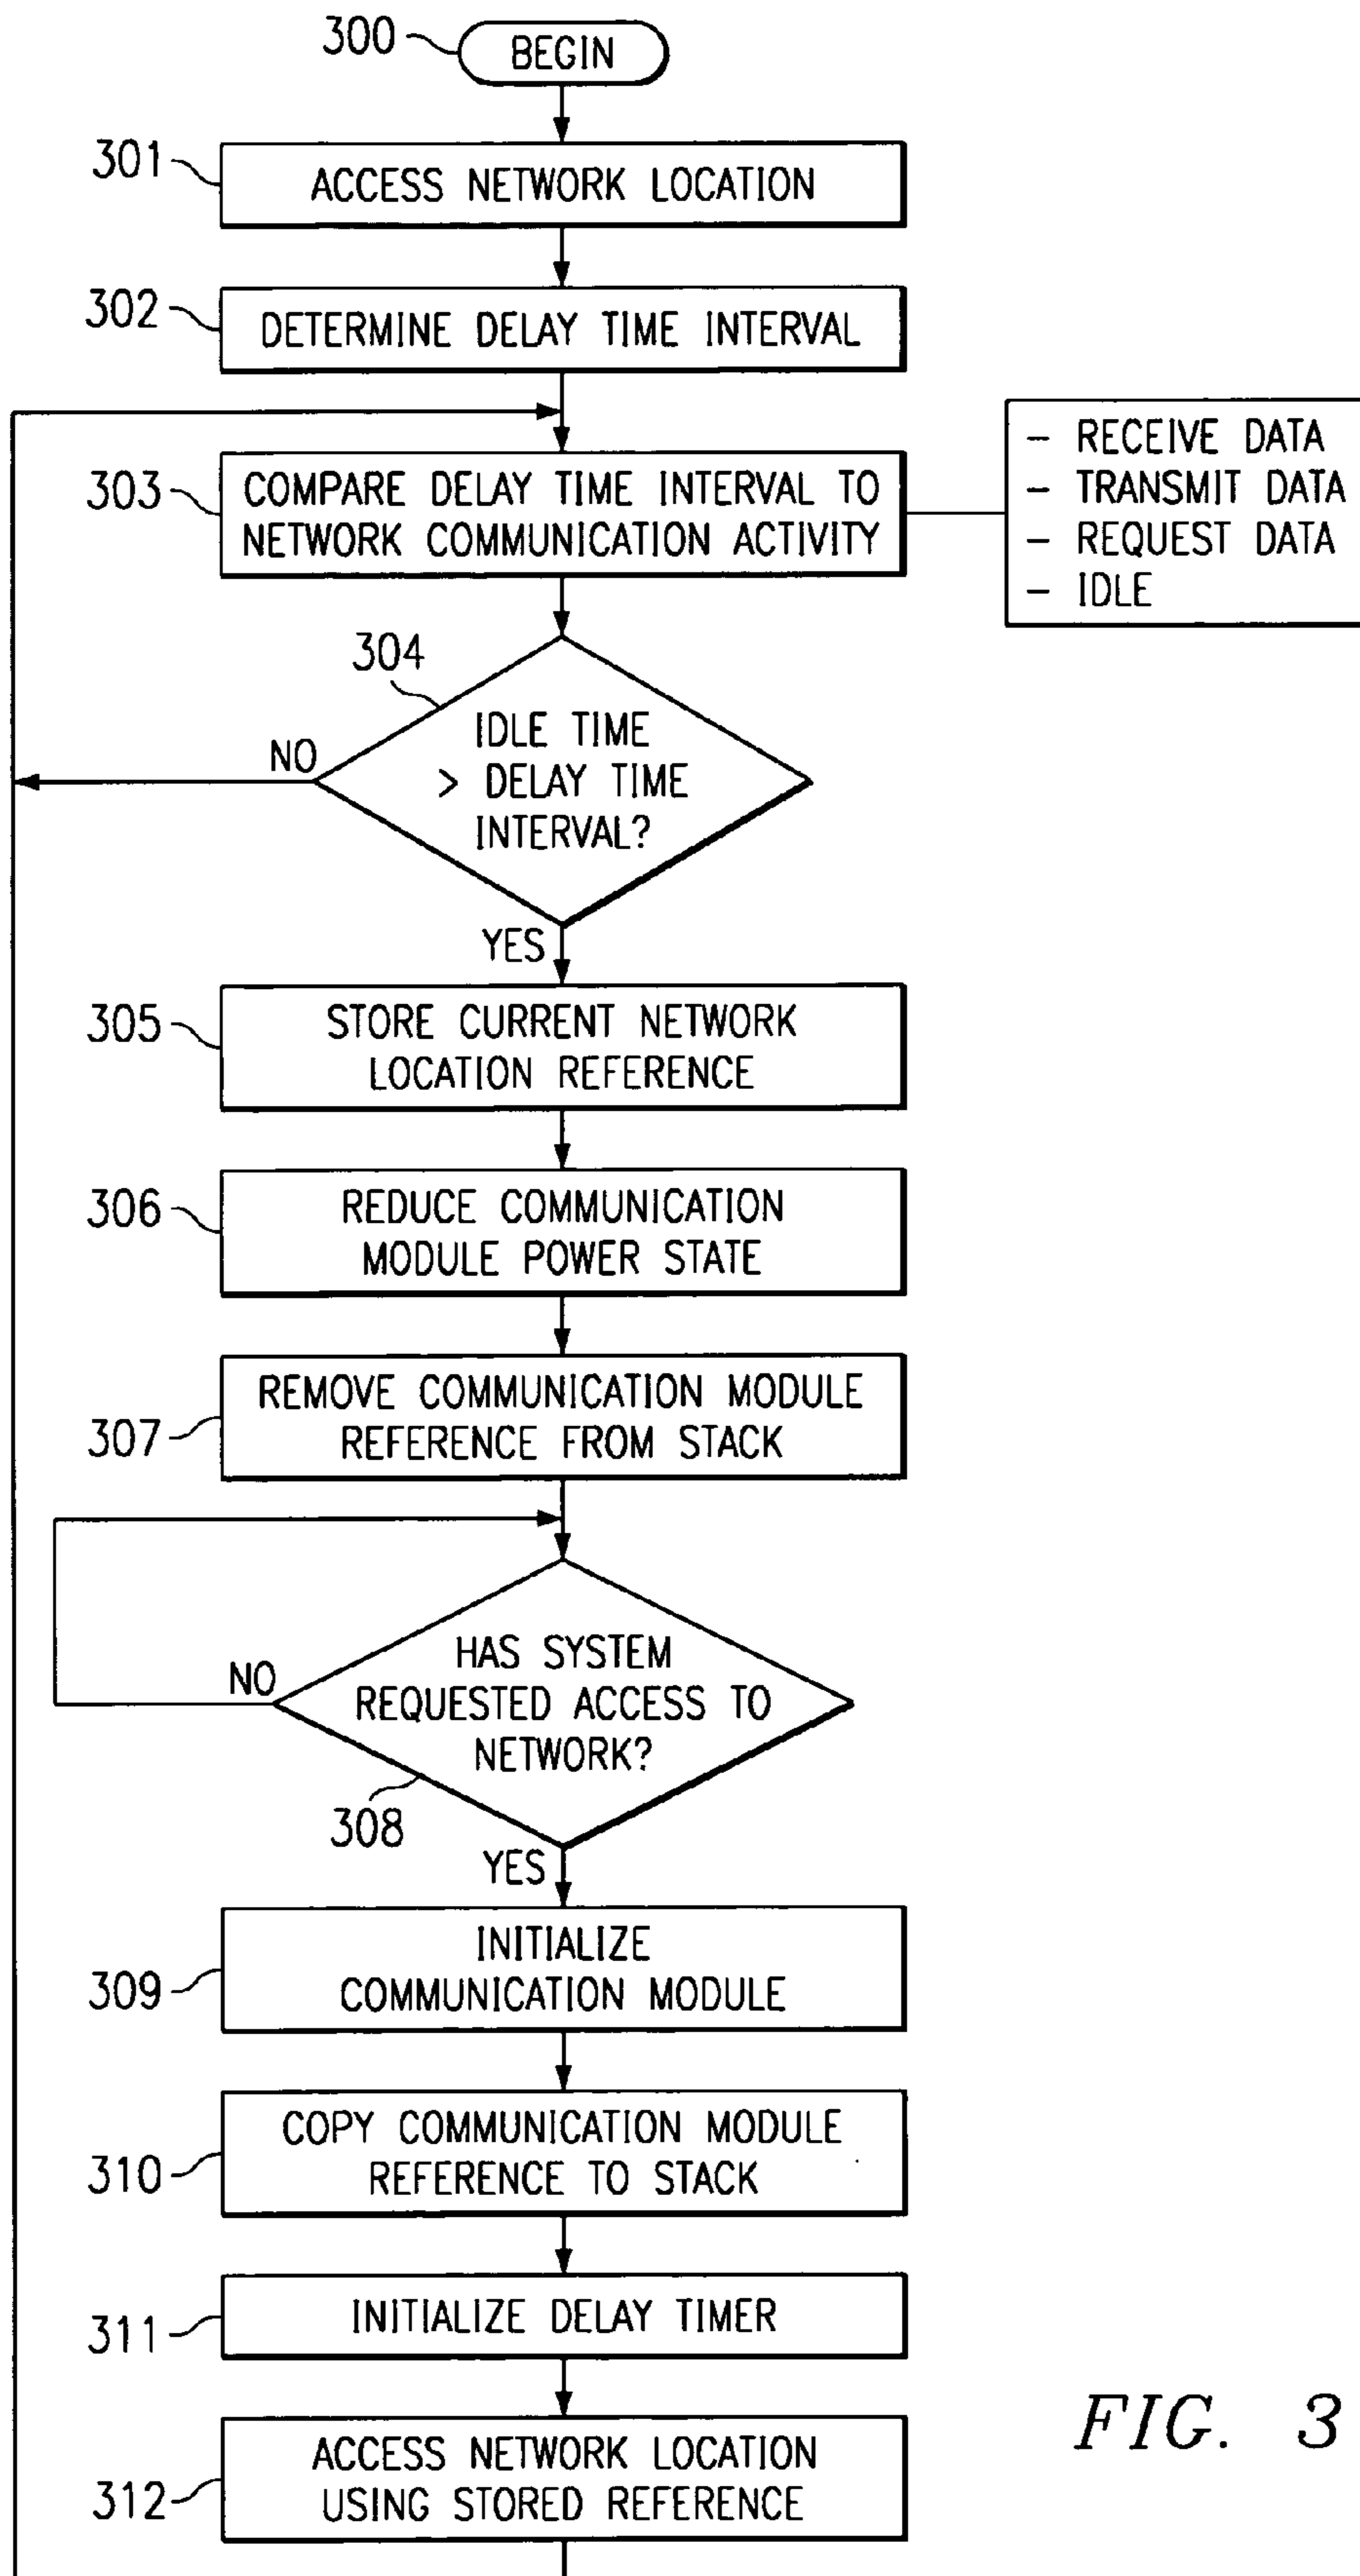 300
BEGIN
301
ACCESS NETWORK LOCATION
302
DETERMINE DELAY TIME INTERVAL
303
COMPARE DELAY TIME INTERVAL TO
NETWORK COMMUNICATION ACTIVITY
- RECEIVE DATA
- TRANSMIT DATA
- REQUEST DATA
- IDLE
304
IDLE TIME
> DELAY TIME
INTERVAL?
NO
YES
305
STORE CURRENT NETWORK
LOCATION REFERENCE
306
REDUCE COMMUNICATION
MODULE POWER STATE
307
REMOVE COMMUNICATION MODULE
REFERENCE FROM STACK
HAS SYSTEM
REQUESTED ACCESS TO
NETWORK?
NO
308
YES
309
INITIALIZE
COMMUNICATION MODULE
310
COPY COMMUNICATION MODULE
REFERENCE TO STACK
311
INITIALIZE DELAY TIMER
312
ACCESS NETWORK LOCATION
USING STORED REFERENCE
FIG. 3